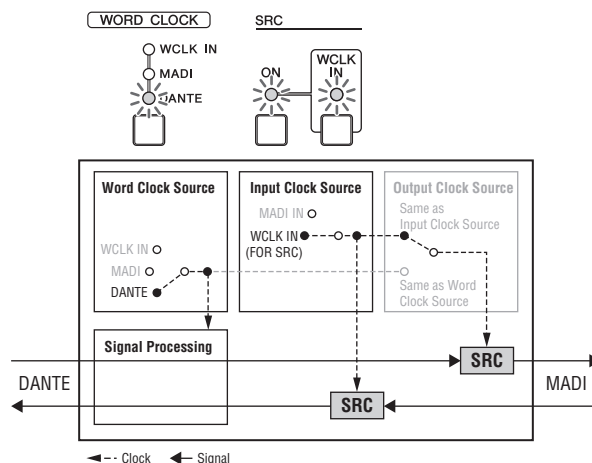 WORD CLOCK
WCLK IN
MADI
DANTE
SRC
ON
WCLK
IN
Word Clock Source
WCLK IN
MADI
DANTE
Input Clock Source
MADI IN
WCLK IN
(FOR SRC)
Output Clock Source
Same as
Input Clock Source
Same as Word
Clock Source
Signal Processing
SRC
DANTE
MADI
SRC
Clock
Signal